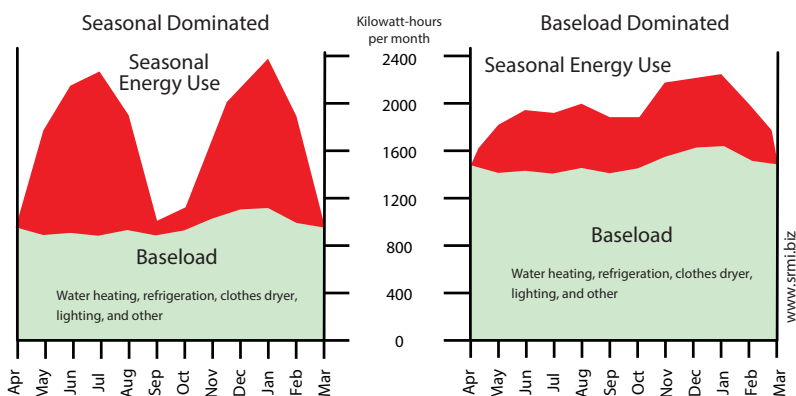 Seasonal Dominated
Kilowatt-hours
per month
Baseload Dominated
Seasonal
Energy Use
Baseload
Water heating, refrigeration, clothes dryer,
lighting, and other
Apr May Jun Jul Aug Sep Oct Nov Dec Jan Feb Mar
2400
2000
1600
1200
800
400
0
Seasonal Energy Use
Baseload
Water heating, refrigeration, clothes dryer,
lighting, and other
Apr May Jun Jul Aug Sep Oct Nov Dec Jan Feb Mar
www.srmi.biz